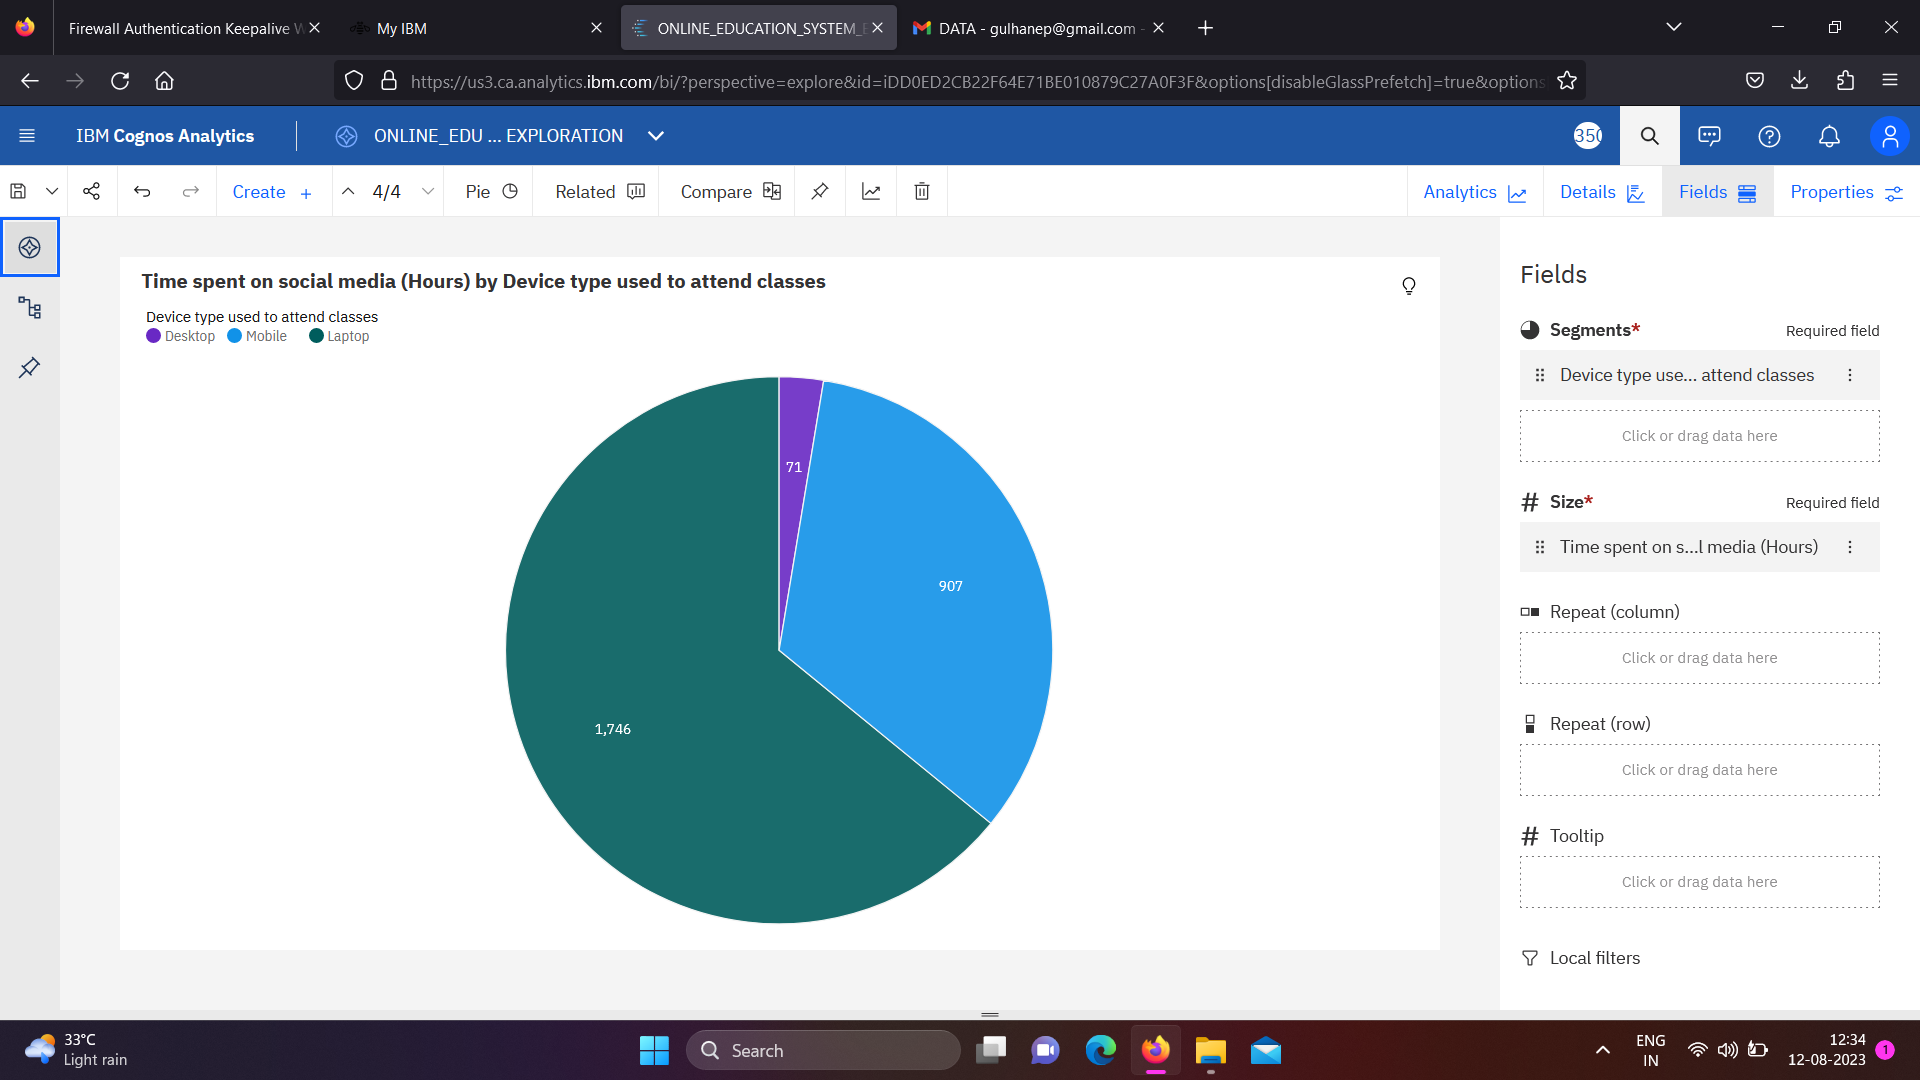 Firewall Authentication Keepalive W
My IBM
ONLINE_EDUCATION_SYSTEM_E
DATA - gulhanep@gmail.com -
https://us3.ca.analytics.ibm.com/bi/?perspective=explore&id=iDD0ED2CB22F64E71BE010879C27A0F3F&options[disableGlassPrefetch]=true&options
IBM Cognos Analytics
ONLINE_EDU ... EXPLORATION
350
Create +
4/4
Pie
Related
Compare
Analytics
Details
Fields
Properties
Time spent on social media (Hours) by Device type used to attend classes
Device type used to attend classes
Desktop Mobile Laptop
71
907
1,746
Fields
Segments* Required field
Device type use... attend classes
Click or drag data here
# Size* Required field
Time spent on s...l media (Hours)
Repeat (column)
Click or drag data here
Repeat (row)
Click or drag data here
# Tooltip
Click or drag data here
Local filters
33°C
Light rain
Search
ENG
IN
12:34
12-08-2023
1